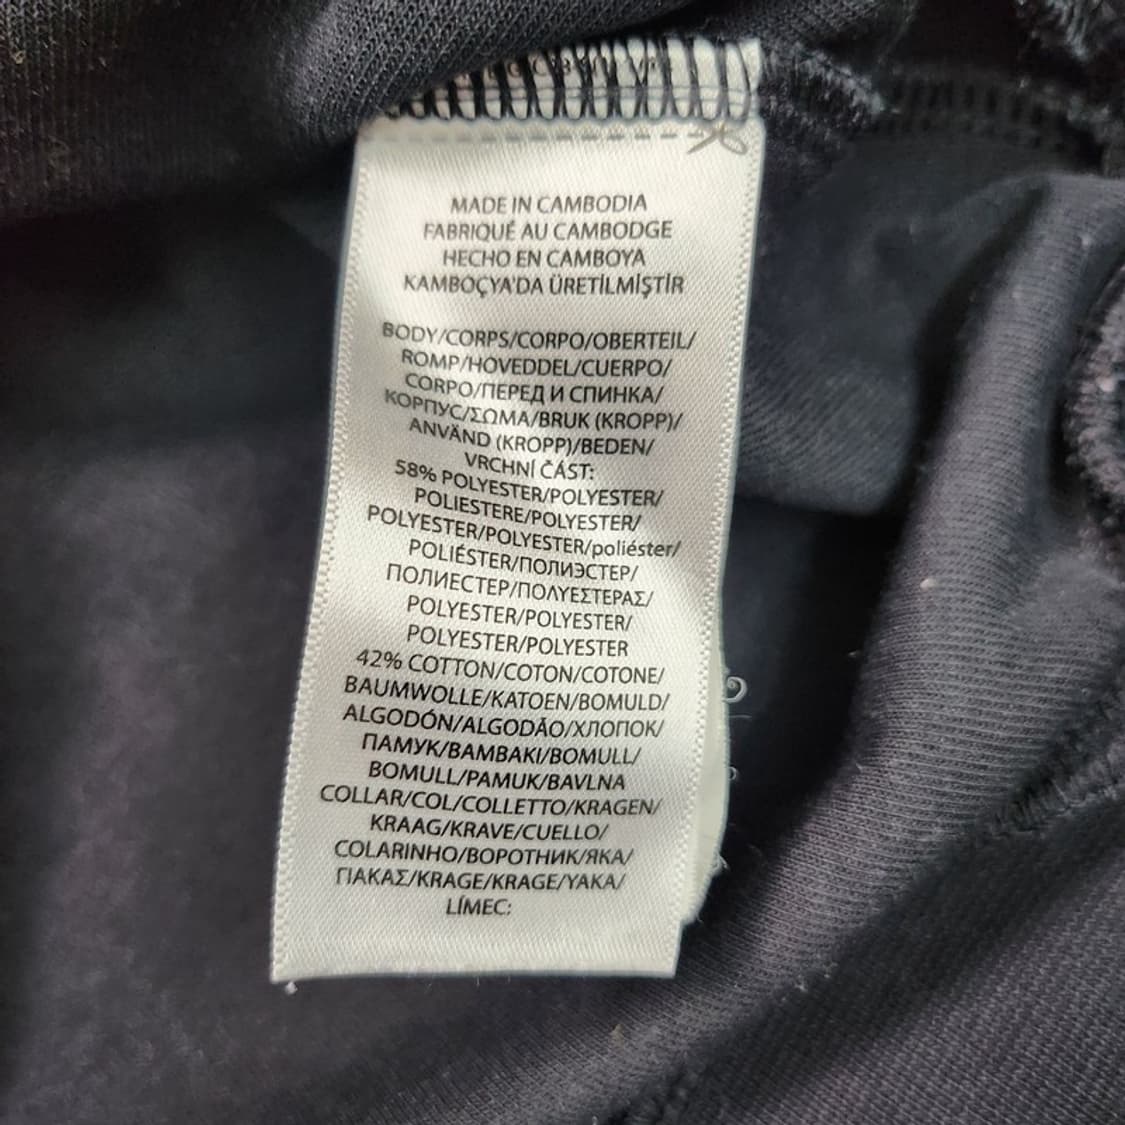 MADE IN CAMBODIA
FABRIQUÉ AU CAMBODGE
HECHO EN CAMBOYA
KAMBOÇYA'DA ÜRETİLMİŞTİR
BODY/CORPS/CORPO/OBERTEIL/
ROMP/HOVEDDEL/CUERPO/
CORPO/ПЕРЕД И СПИНКА/
КОРПУС/ΣΩΜΑ/BRUK (KROPP)/
ANVÄND (KROPP)/BEDEN/
VRCHNÍ ČÁST:
58% POLYESTER/POLYESTER/
POLIESTERE/POLYESTER/
POLYESTER/POLYESTER/poliéster/
POLIÉSTER/ПОЛИЭСТЕР/
ПОЛИЕСТЕР/ΠΟΛΥΕΣΤΕΡΑΣ/
POLYESTER/POLYESTER/
POLYESTER/POLYESTER
42% COTTON/COTON/COTONE/
BAUMWOLLE/KATOEN/BOMULD/
ALGODÓN/ALGODÃO/ХЛОПОК/
ПАМУК/ΒΑΜΒΑΚΙ/BOMULL/
BOMULL/PAMUK/BAVLNA
COLLAR/COL/COLLETTO/KRAGEN/
KRAAG/KRAVE/CUELLO/
COLARINHO/ВОРОТНИК/ЯКА/
ΓΙΑΚΑΣ/KRAGE/KRAGE/YAKA/
LÍMEC: